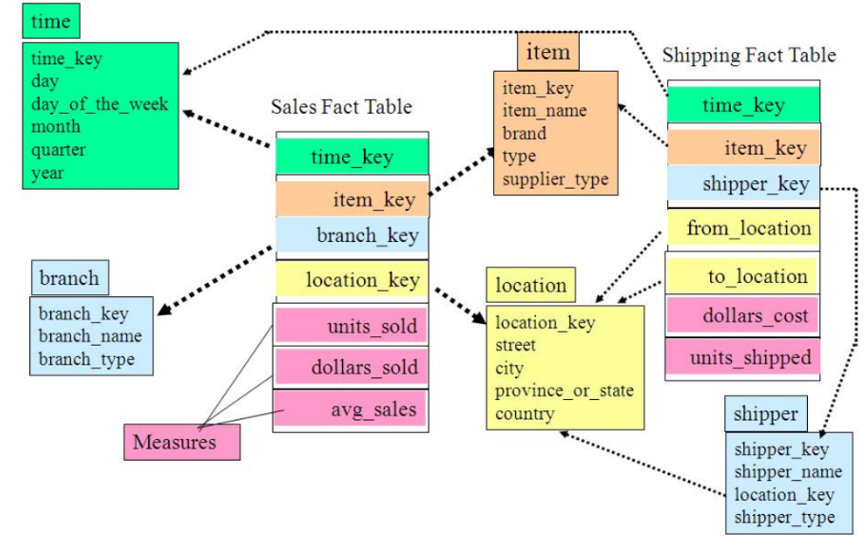 time
time_key
day
day_of_the_week
month
quarter
year
Sales Fact Table
time_key
item_key
branch_key
location_key
units_sold
dollars_sold
avg_sales
Measures
branch
branch_key
branch_name
branch_type
item
item_key
item_name
brand
type
supplier_type
location
location_key
street
city
province_or_state
country
Shipping Fact Table
time_key
item_key
shipper_key
from_location
to_location
dollars_cost
units_shipped
shipper
shipper_key
shipper_name
location_key
shipper_type